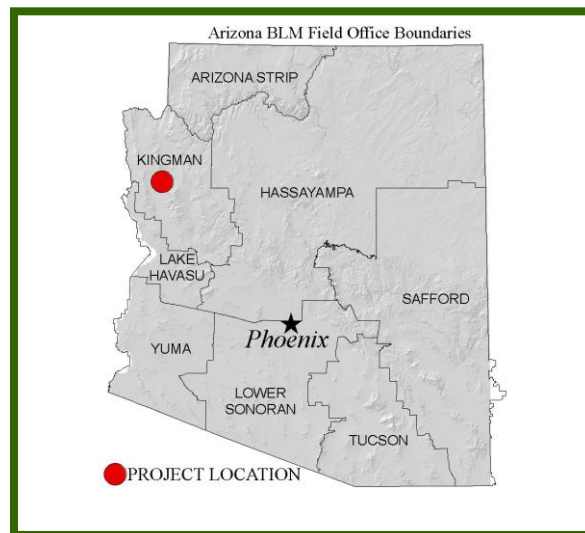 Arizona BLM Field Office Boundaries
ARIZONA STRIP
KINGMAN
HASSAYAMPA
LAKE
HAVASU
SAFFORD
Phoenix
YUMA
LOWER
SONORAN
TUCSON
PROJECT LOCATION